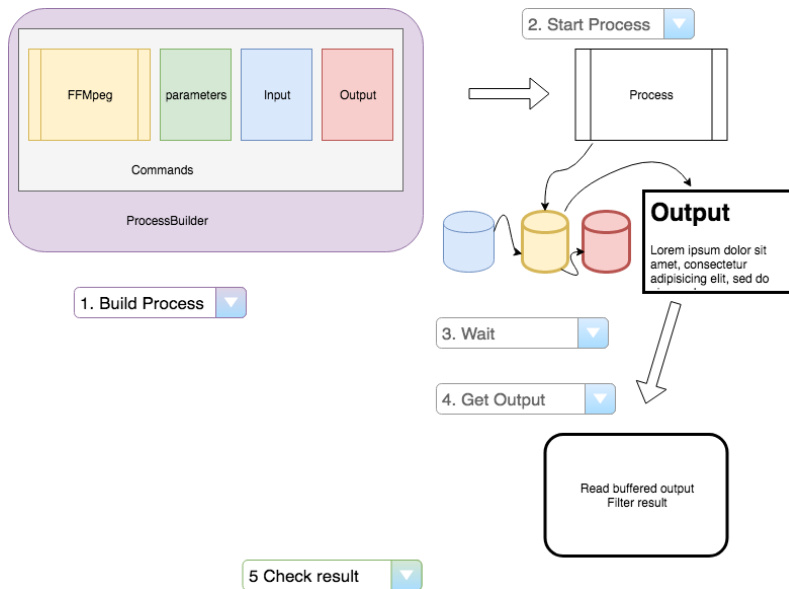 2. Start Process
FFMpeg
parameters
Input
Output
Process
Commands
ProcessBuilder
Output
Lorem ipsum dolor sit
amet, consectetur
adipisicing elit, sed do
1. Build Process
3. Wait
4. Get Output
Read buffered output
Filter result
5 Check result